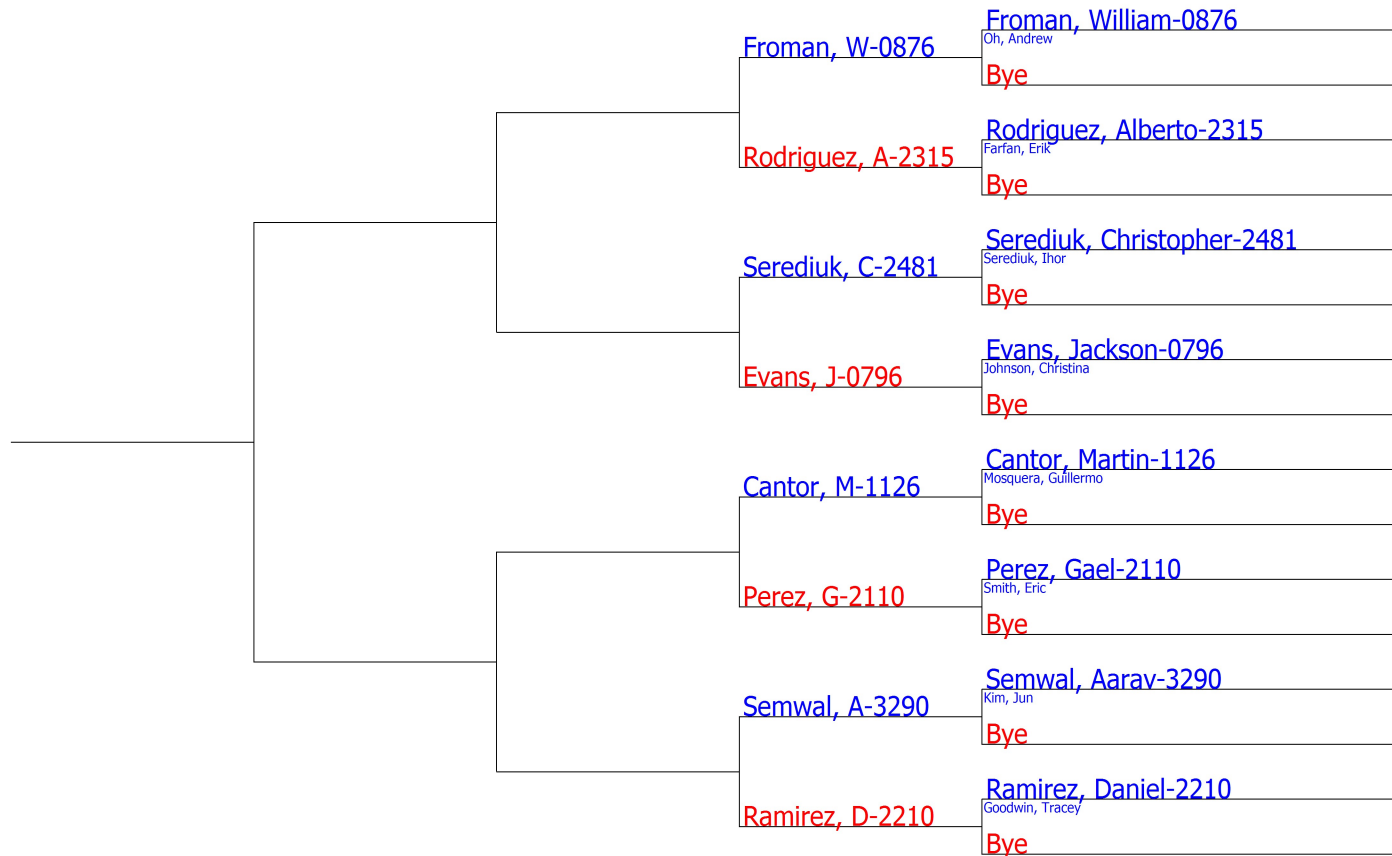 Froman, William-0876
Oh, Andrew
Froman, W-0876
Bye
Rodriguez, Alberto-2315
Farfan, Erik
Rodriguez, A-2315
Bye
Serediuk, Christopher-2481
Serediuk, Ihor
Serediuk, C-2481
Bye
Evans, Jackson-0796
Johnson, Christina
Evans, J-0796
Bye
Cantor, Martin-1126
Mosquera, Guillermo
Cantor, M-1126
Bye
Perez, Gael-2110
Smith, Eric
Perez, G-2110
Bye
Semwal, Aarav-3290
Kim, Jun
Semwal, A-3290
Bye
Ramirez, Daniel-2210
Goodwin, Tracey
Ramirez, D-2210
Bye